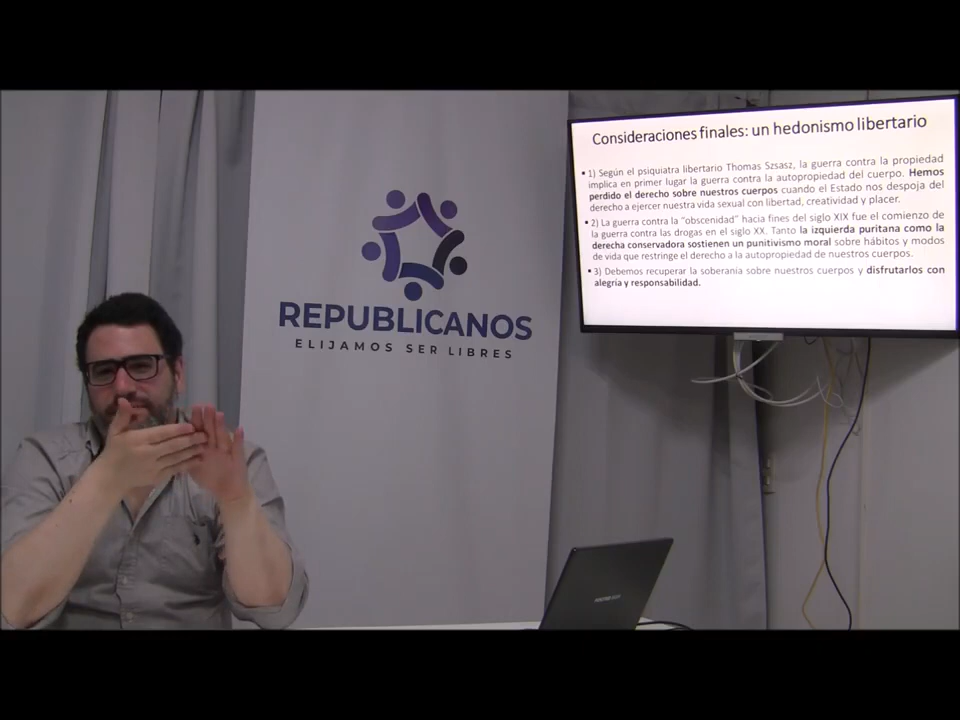 REPUBLICANOS
ELIJAMOS SER LIBRES
Consideraciones finales: un hedonismo libertario
▪ 1) Según el psiquiatra libertario Thomas Szsasz, la guerra contra la propiedad
implica en primer lugar la guerra contra la autopropiedad del cuerpo. Hemos
perdido el derecho sobre nuestros cuerpos cuando el Estado nos despoja del
derecho a ejercer nuestra vida sexual con libertad, creatividad y placer.
▪ 2) La guerra contra la "obscenidad" hacia fines del siglo XIX fue el comienzo de
la guerra contra las drogas en el siglo XX. Tanto la izquierda puritana como la
derecha conservadora sostienen un punitivismo moral sobre hábitos y modos
de vida que restringe el derecho a la autopropiedad de nuestros cuerpos.
▪ 3) Debemos recuperar la soberania sobre nuestros cuerpos y disfrutarlos con
alegria y responsabilidad.